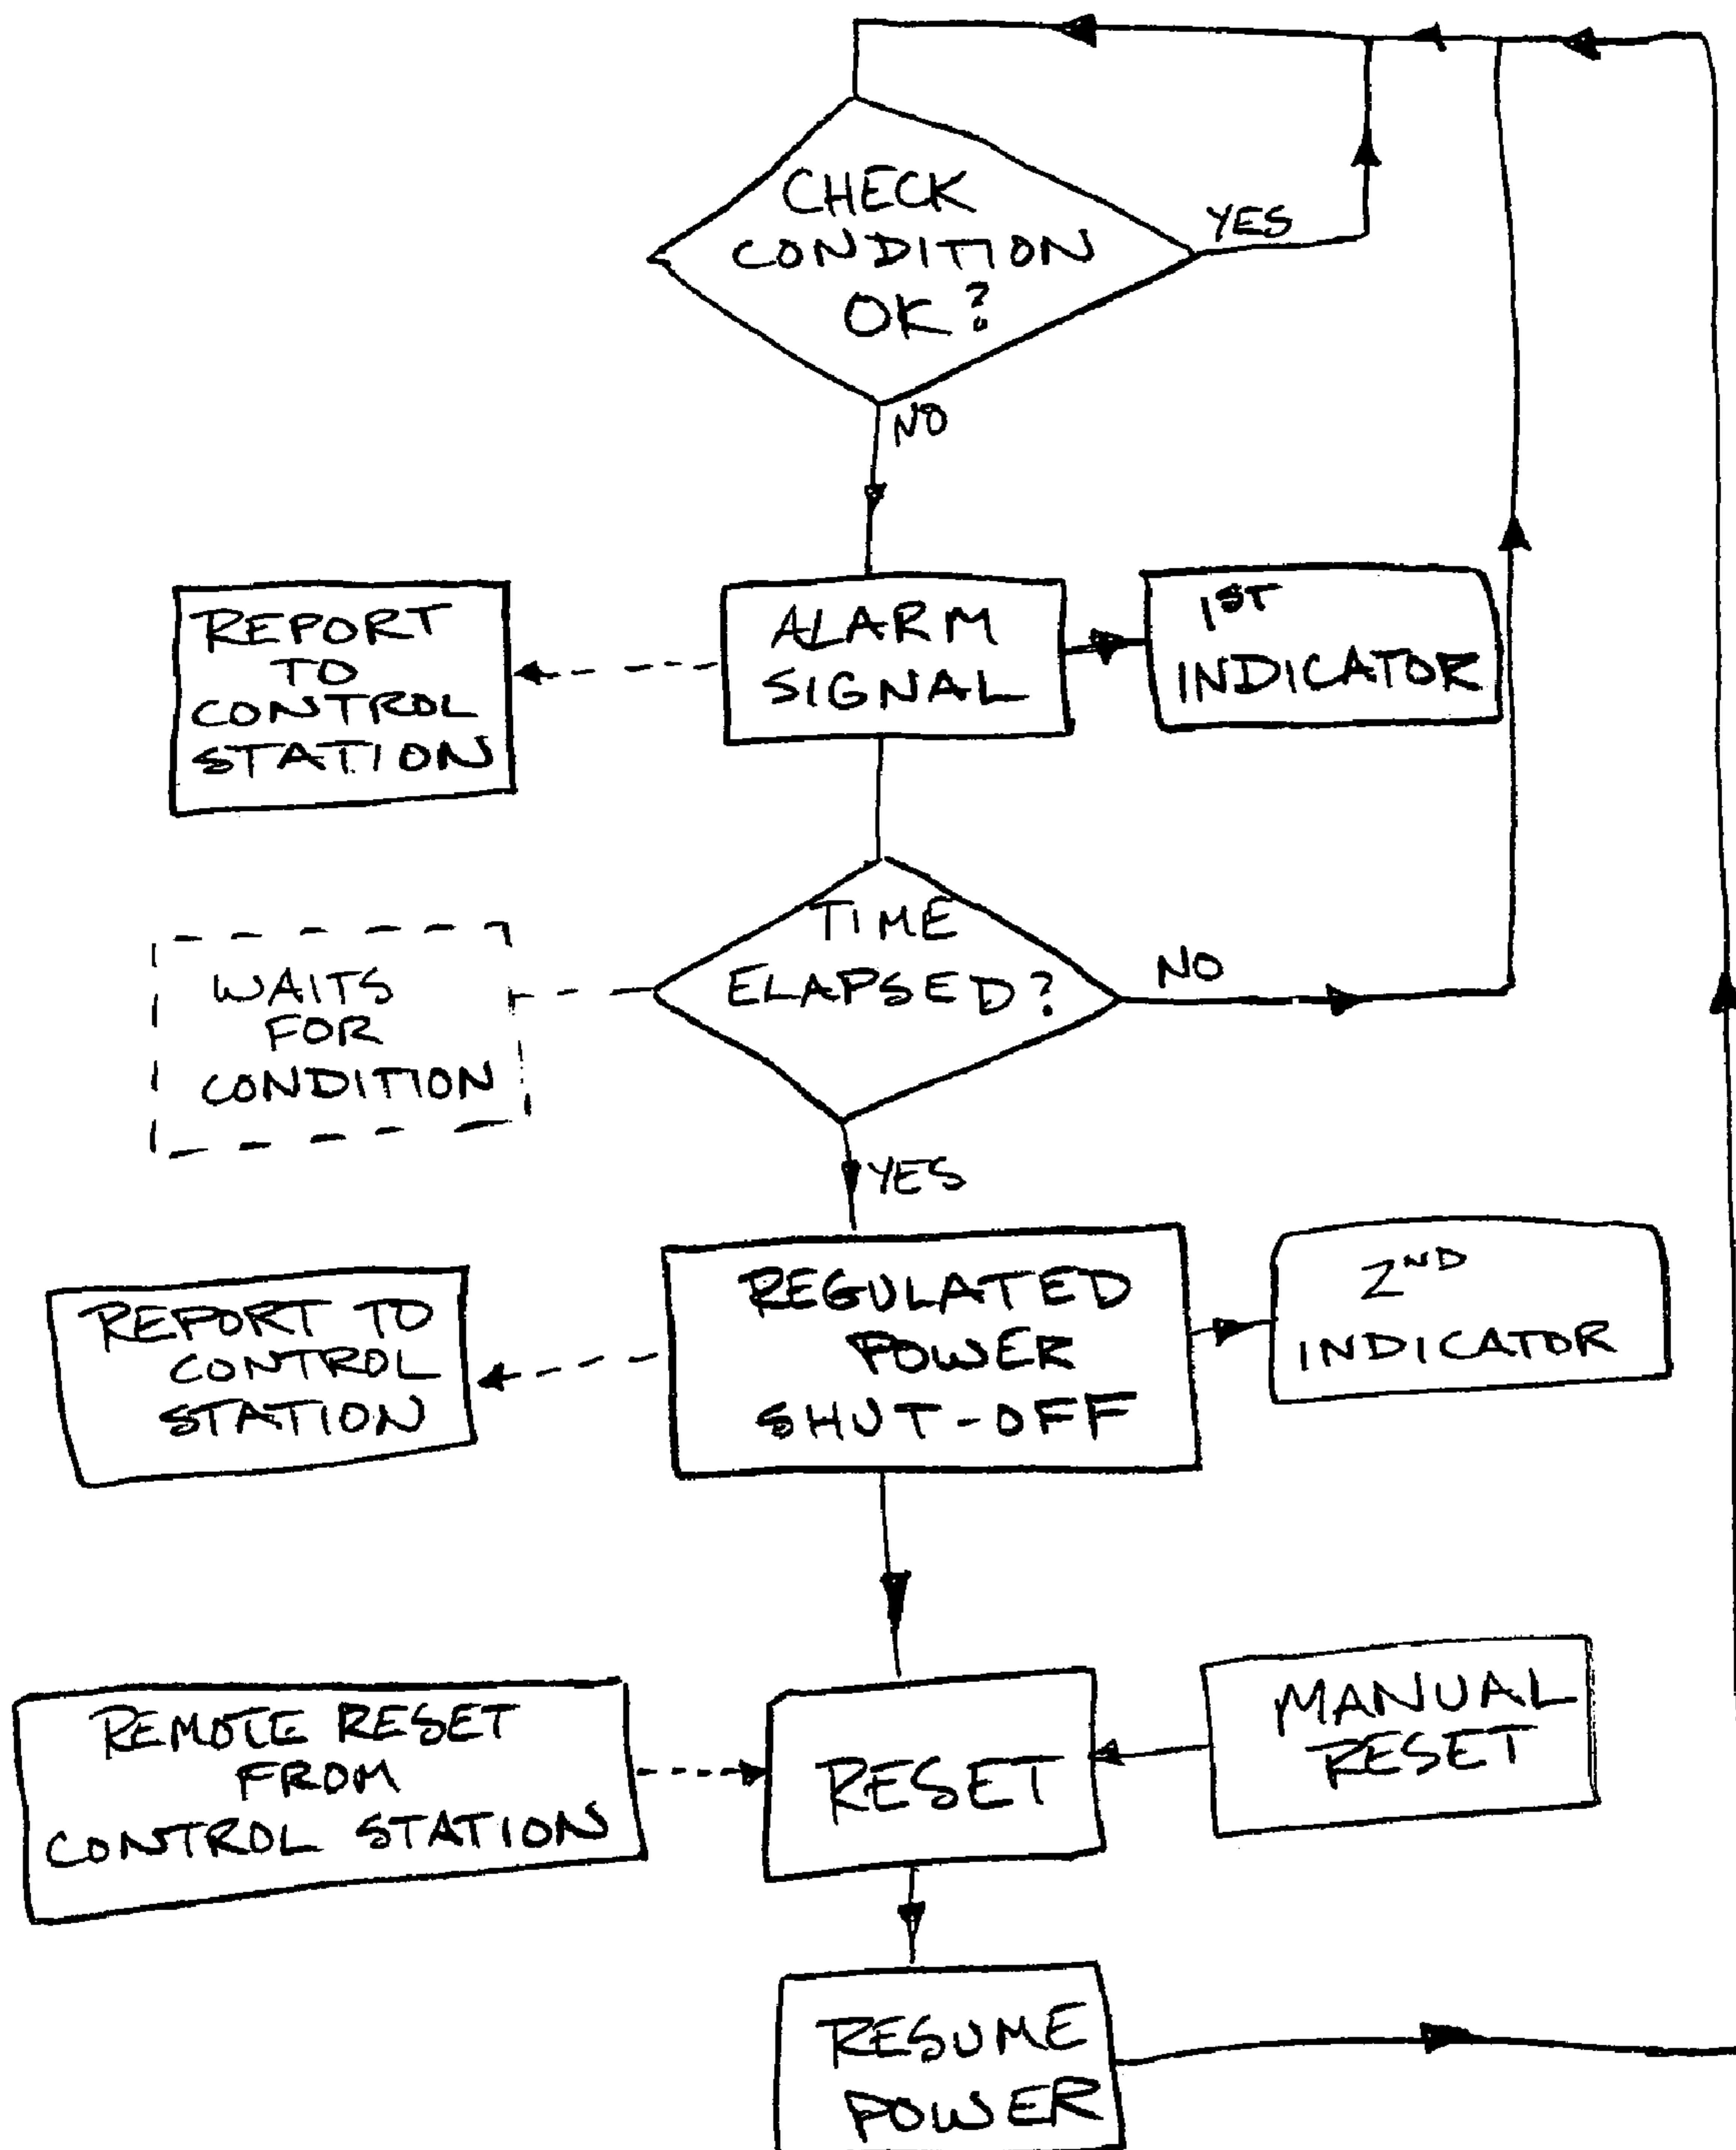 CHECK
CONDITION
OK?
YES
NO
REPORT
TO
CONTROL
STATION
ALARM
SIGNAL
1ST
INDICATOR
WAITS
FOR
CONDITION
TIME
ELAPSED?
NO
YES
REPORT TO
CONTROL
STATION
REGULATED
POWER
SHUT-OFF
2ND
INDICATOR
REMOTE RESET
FROM
CONTROL STATION
RESET
MANUAL
RESET
RESUME
POWER